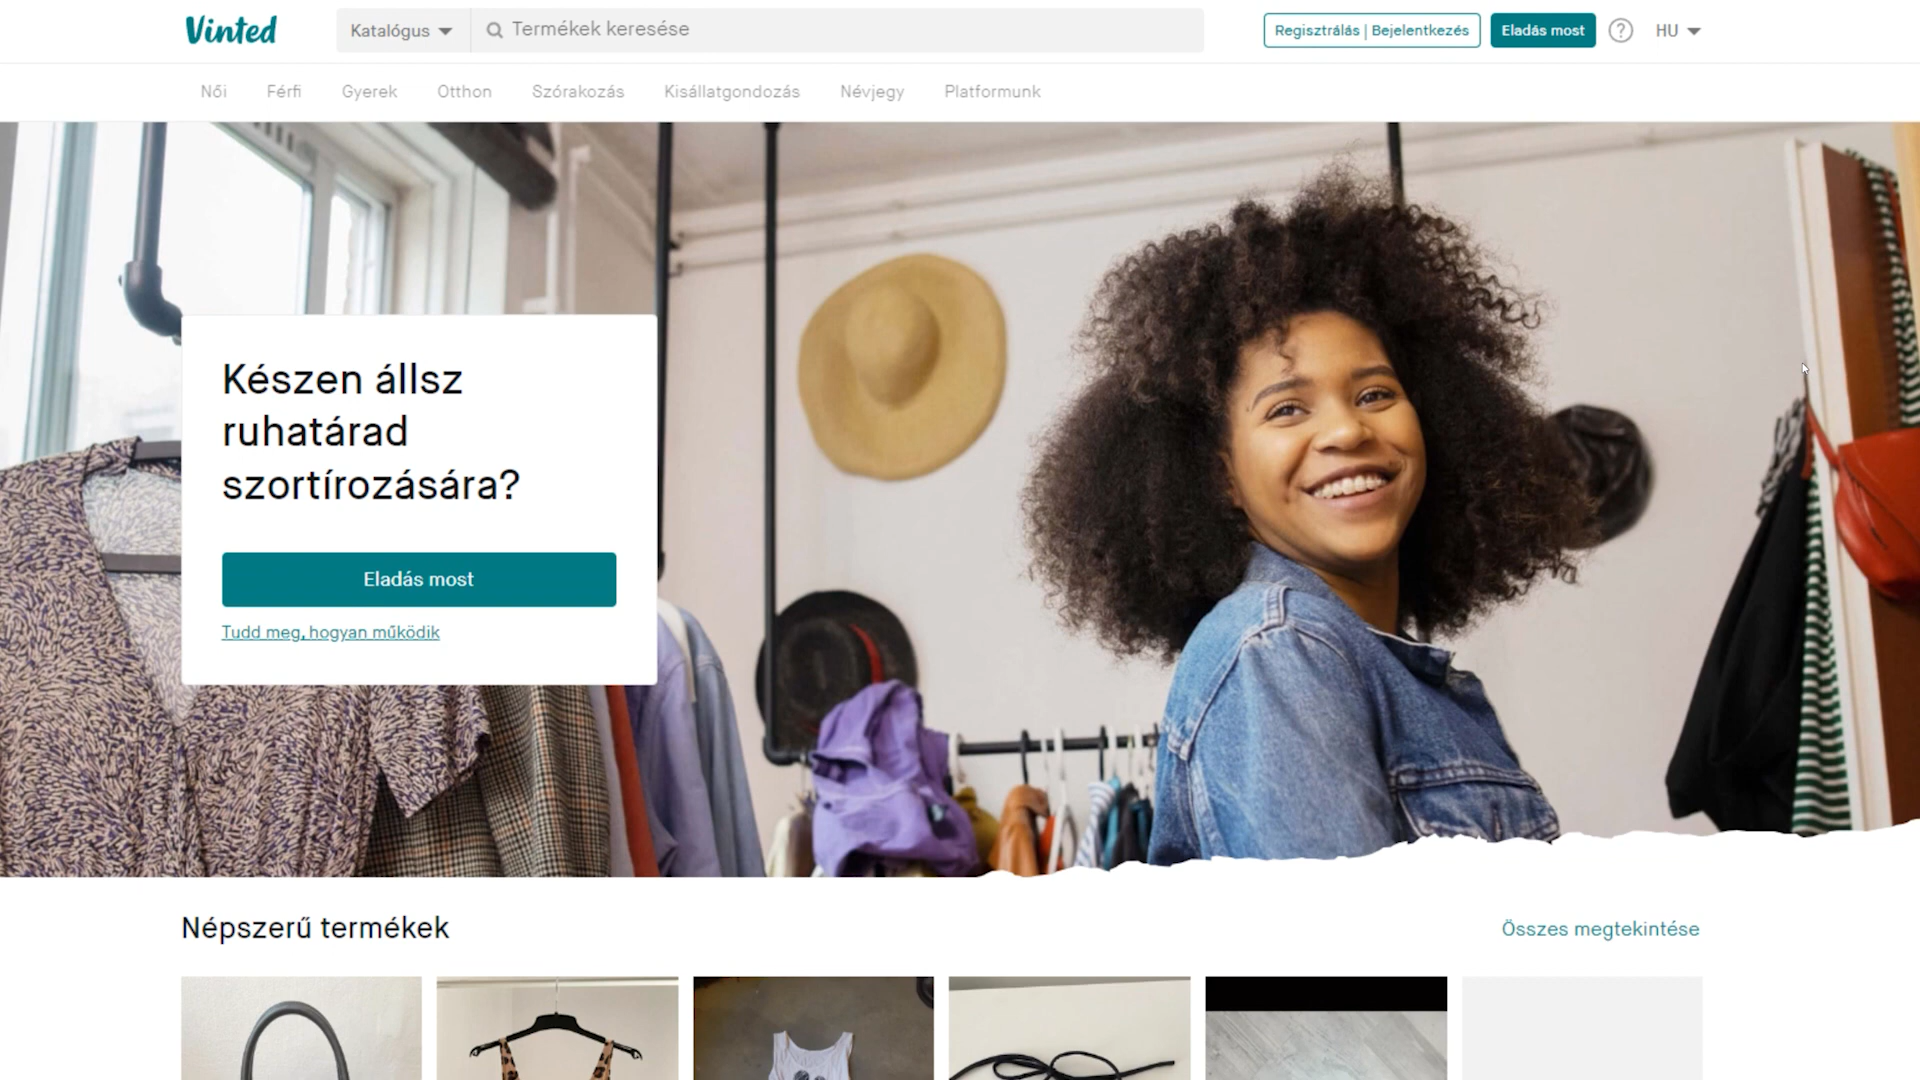 Vinted
Katalógus
Termékek keresése
Regisztrálás | Bejelentkezés
Eladás most
?
HU
Női
Férfi
Gyerek
Otthon
Szórakozás
Kisállatgondozás
Névjegy
Platformunk
Készen állsz
ruhatárad
szortírozására?
Eladás most
Tudd meg, hogyan működik
Népszerű termékek
Összes megtekintése